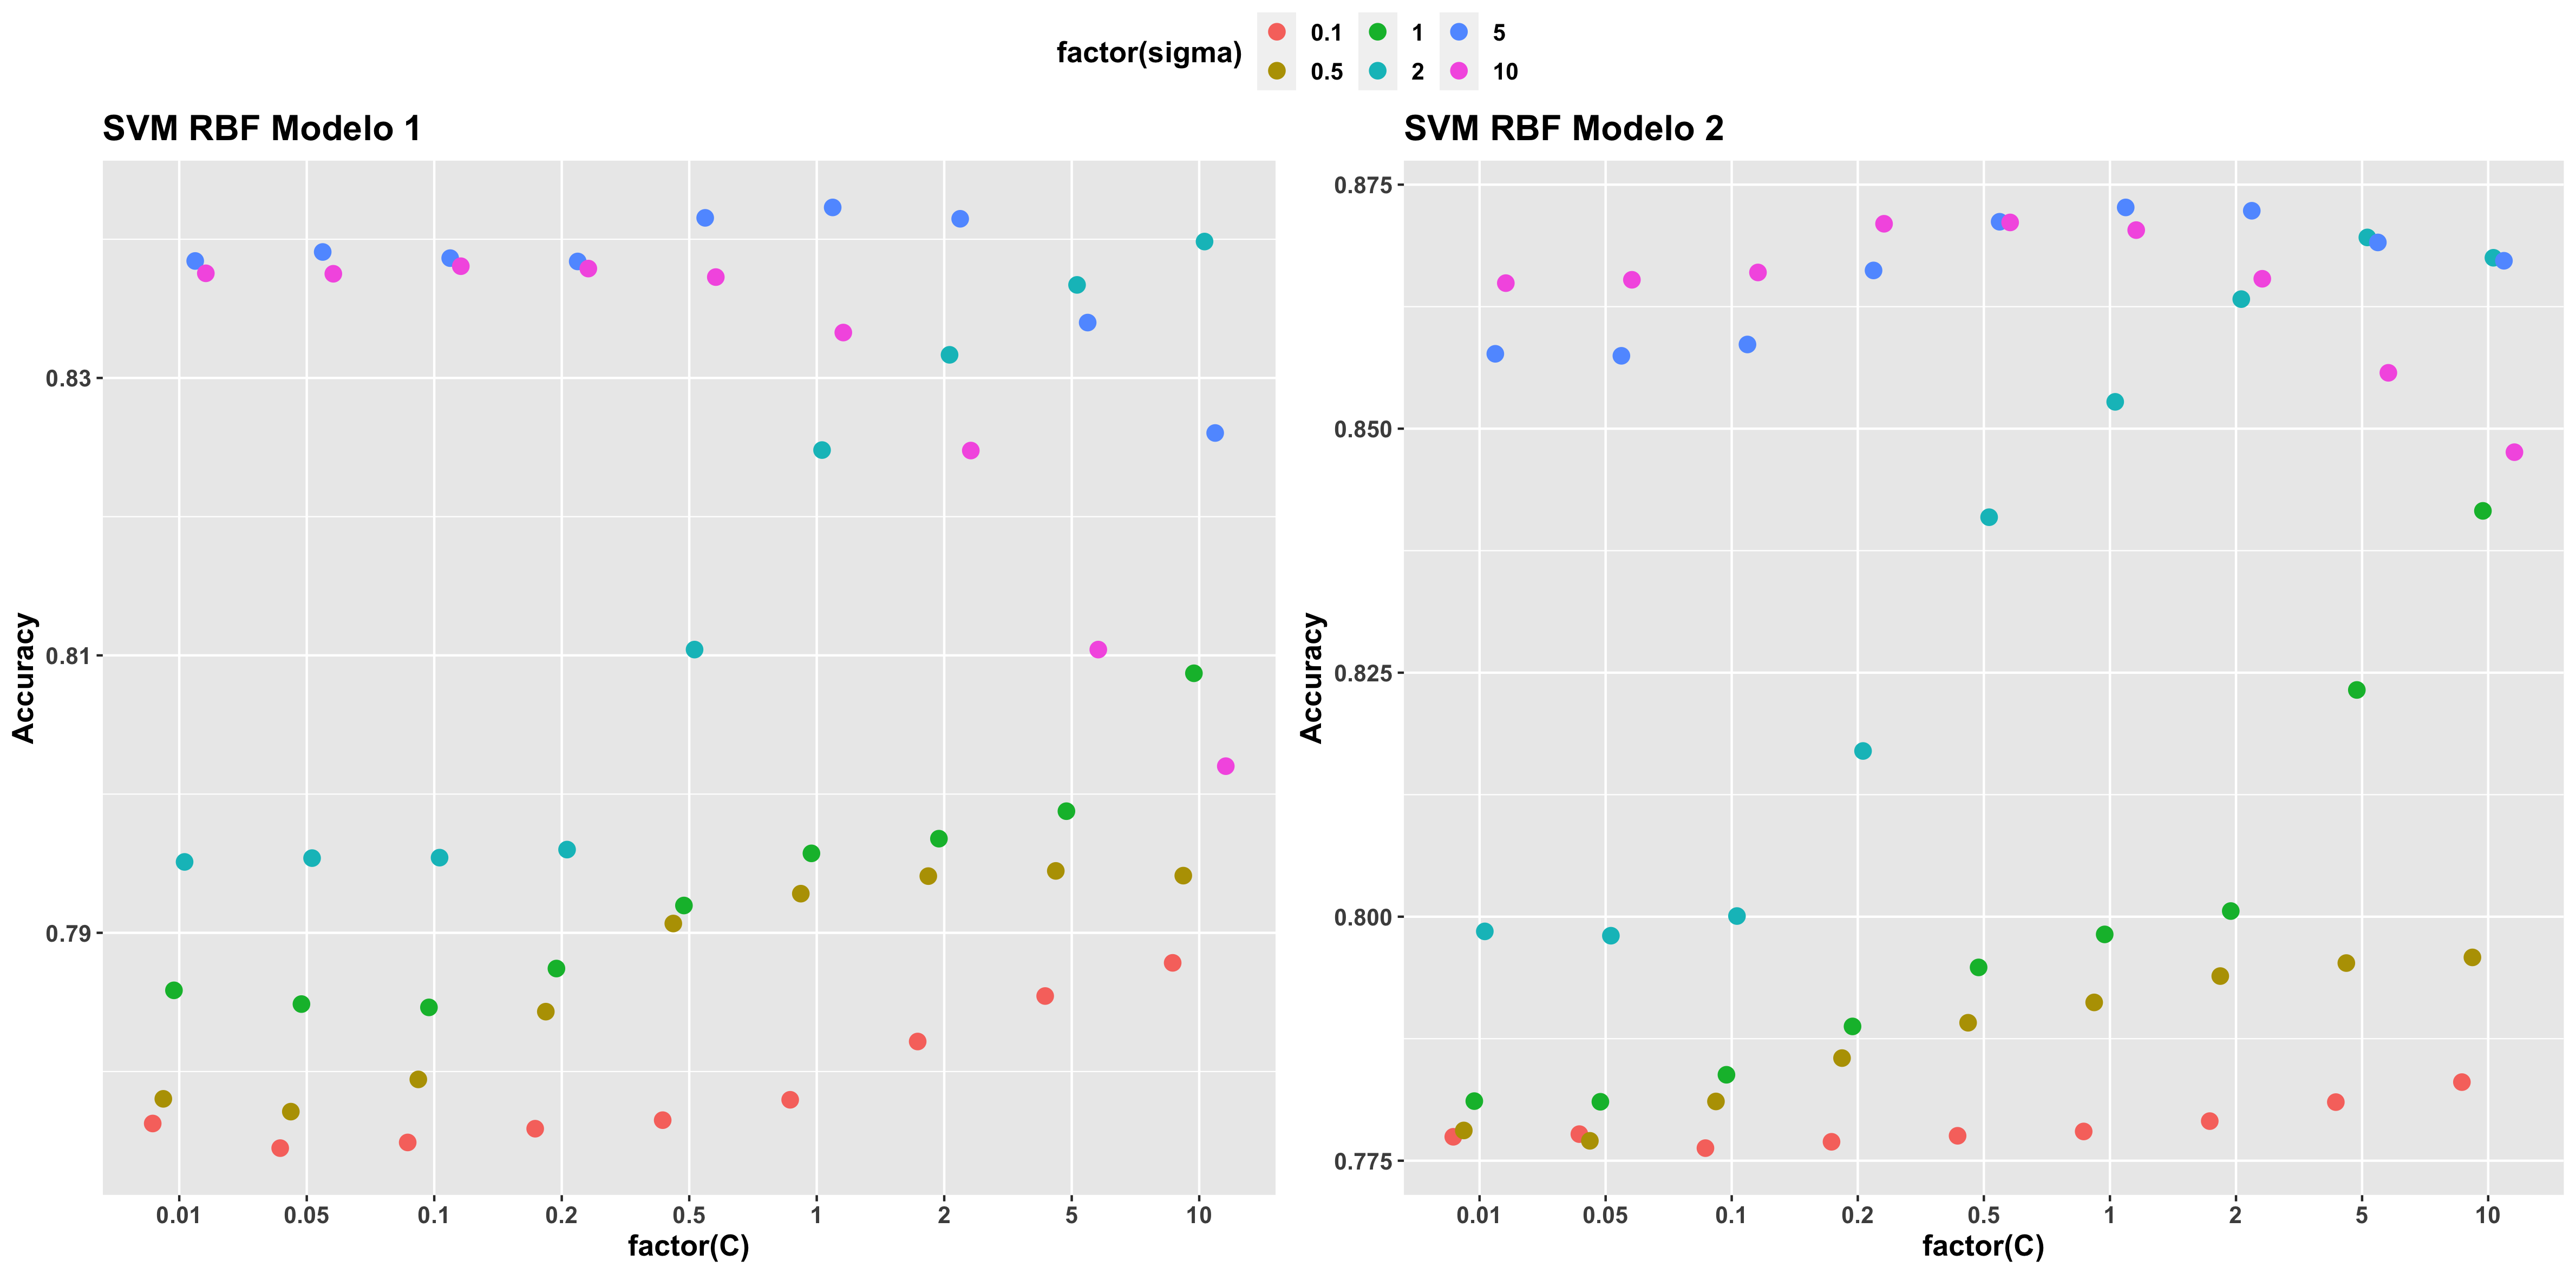 factor(sigma)
0.1 1 5
0.5 2 10
SVM RBF Modelo 1
Accuracy
0.83
0.81
0.79
0.01 0.05 0.1 0.2 0.5 1 2 5 10
factor(C)
SVM RBF Modelo 2
Accuracy
0.875
0.850
0.825
0.800
0.775
0.01 0.05 0.1 0.2 0.5 1 2 5 10
factor(C)